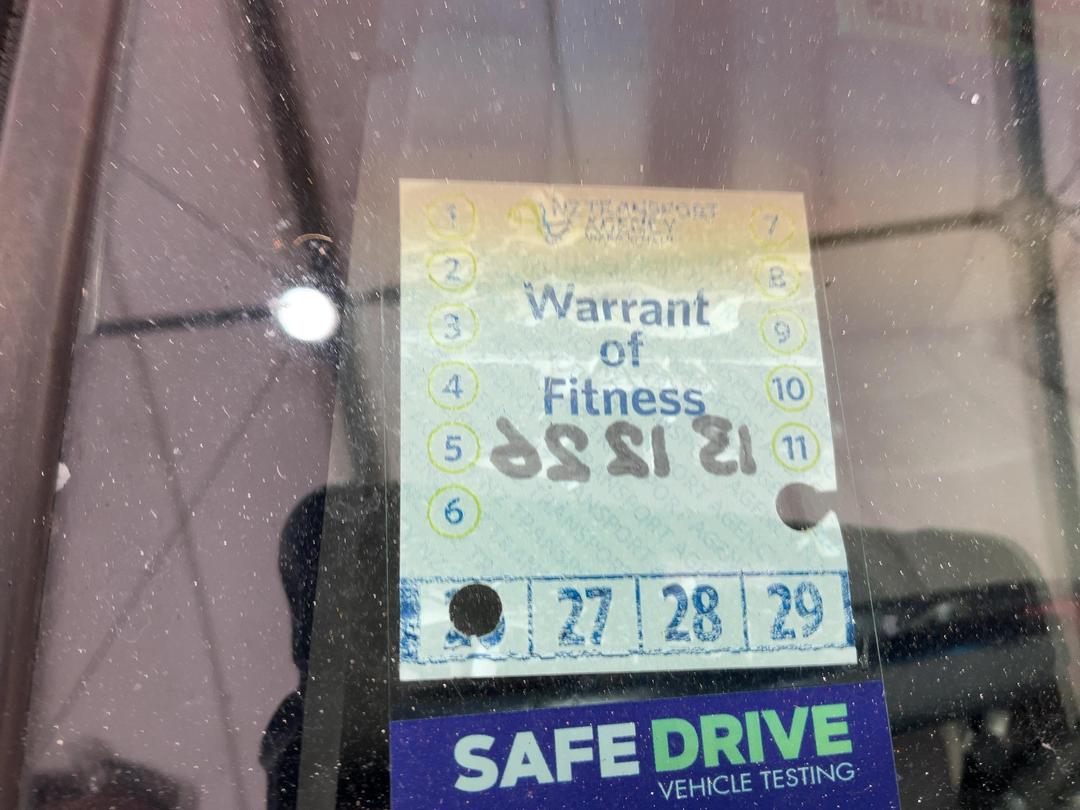 NZ TRANSPORT
AGENCY
Warrant
of
Fitness
13 12 26
1
2
3
4
5
6
7
8
9
10
11
26 27 28 29
SAFE DRIVE
VEHICLE TESTING